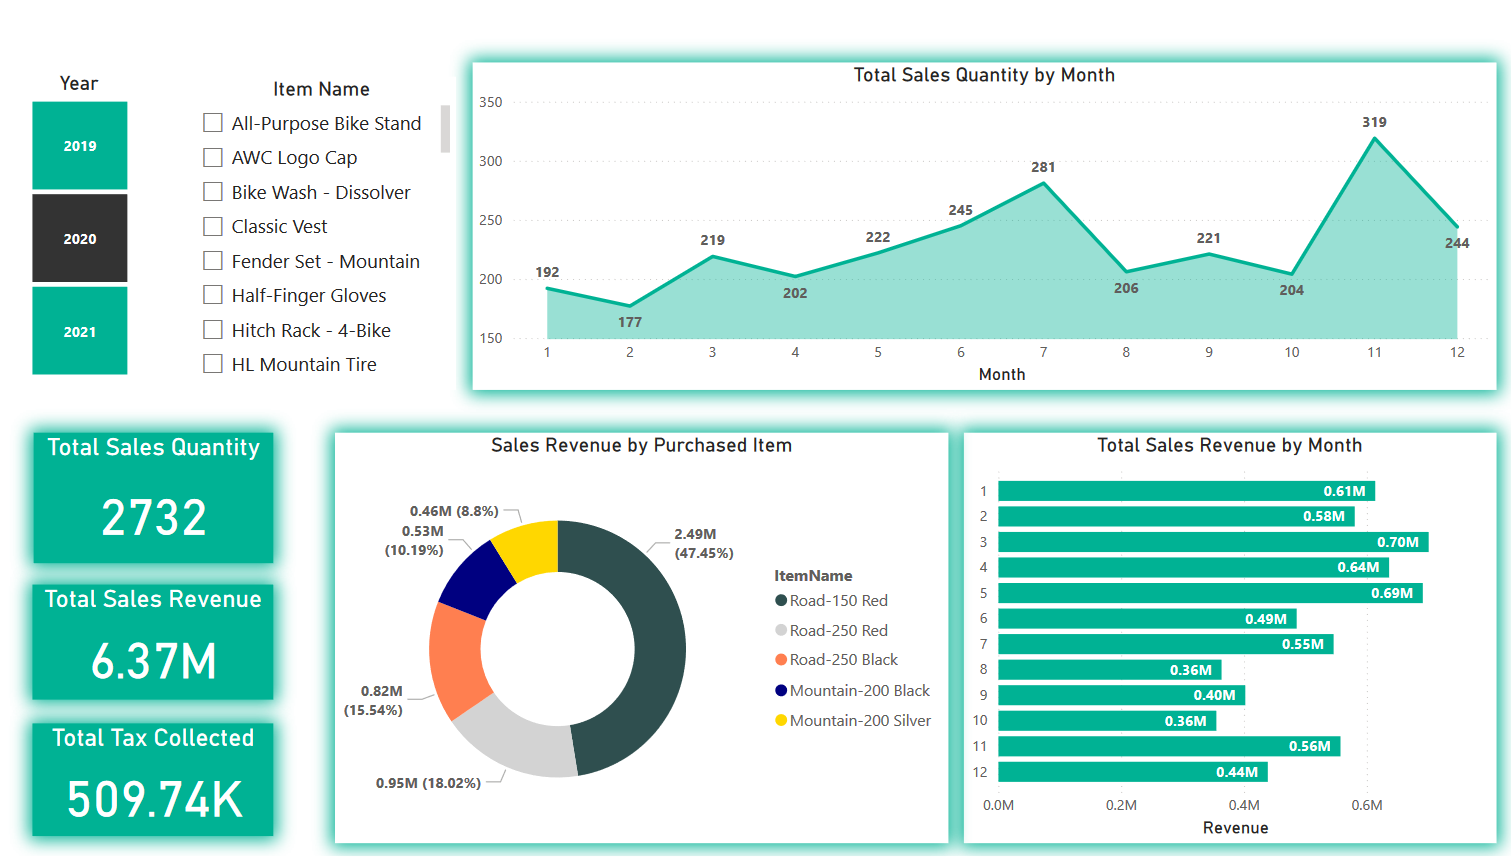 Year
2019
2020
2021
Item Name
All-Purpose Bike Stand
AWC Logo Cap
Bike Wash - Dissolver
Classic Vest
Fender Set - Mountain
Half-Finger Gloves
Hitch Rack - 4-Bike
HL Mountain Tire
Total Sales Quantity by Month
350
300
250
200
150
192
177
219
202
222
245
281
206
221
204
319
244
1 2 3 4 5 6 7 8 9 10 11 12
Month
Total Sales Quantity
2732
Total Sales Revenue
6.37M
Total Tax Collected
509.74K
Sales Revenue by Purchased Item
0.46M (8.8%)
0.53M
(10.19%)
2.49M
(47.45%)
0.82M
(15.54%)
0.95M (18.02%)
ItemName
Road-150 Red
Road-250 Red
Road-250 Black
Mountain-200 Black
Mountain-200 Silver
Total Sales Revenue by Month
1 0.61M
2 0.58M
3 0.70M
4 0.64M
5 0.69M
6 0.49M
7 0.55M
8 0.36M
9 0.40M
10 0.36M
11 0.56M
12 0.44M
0.0M 0.2M 0.4M 0.6M
Revenue